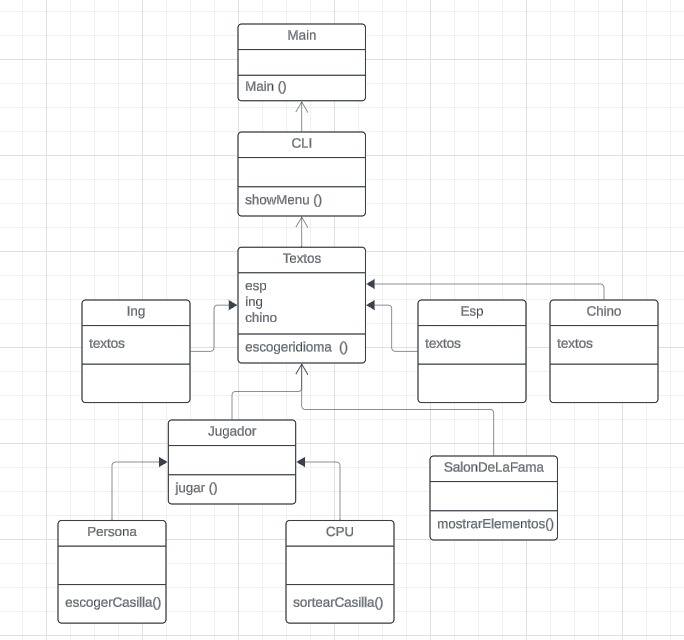 Main
Main ()
CLI
showMenu ()
Textos
esp
ing
chino
escogeridioma ()
Ing
textos
Esp
textos
Chino
textos
Jugador
jugar ()
SalonDeLaFama
mostrarElementos()
Persona
escogerCasilla()
CPU
sortearCasilla()